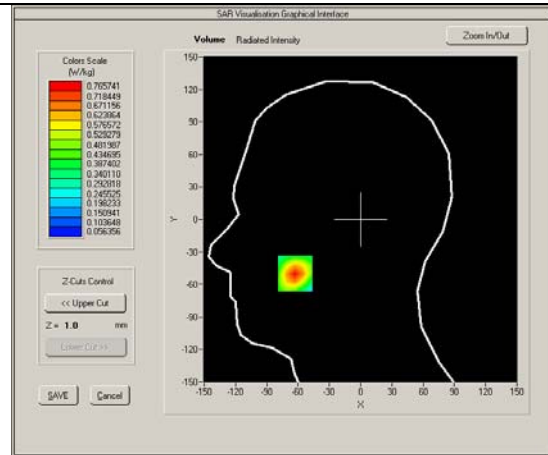 SAR Visualisation Graphical Interface
Volume Radiated Intensity
Zoom In/Out
Colors Scale
(W/kg)
0.765741
0.718449
0.671156
0.623864
0.576572
0.529279
0.481987
0.434695
0.387402
0.340110
0.292818
0.245525
0.198233
0.150941
0.103648
0.056356
Z-Cuts Control
<< Upper Cut
Z = 1.0 mm
Lower Cut >>
SAVE Cancel
150
120
90
60
30
0
-30
-60
-90
-120
-150
Y
-150 -120 -90 -60 -30 0 30 60 90 120 150
X